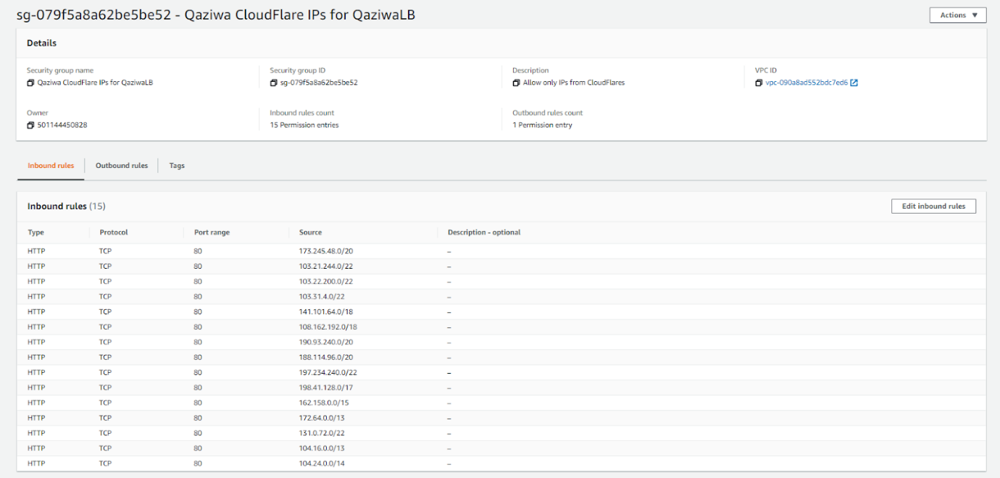 sg-079f5a8a62be5be52 - Qaziwa CloudFlare IPs for QaziwaLB Actions ▼
Details
Security group name Security group ID Description VPC ID
Qaziwa CloudFlare IPs for QaziwaLB sg-079f5a8a62be5be52 Allow only IPs from CloudFlares vpc-090a8ad552bdc7ed6
Owner Inbound rules count Outbound rules count
501144450828 15 Permission entries 1 Permission entry
Inbound rules Outbound rules Tags
Inbound rules (15) Edit inbound rules
Type Protocol Port range Source Description - optional
HTTP TCP 80 173.245.48.0/20 –
HTTP TCP 80 103.21.244.0/22 –
HTTP TCP 80 103.22.200.0/22 –
HTTP TCP 80 103.31.4.0/22 –
HTTP TCP 80 141.101.64.0/18 –
HTTP TCP 80 108.162.192.0/18 –
HTTP TCP 80 190.93.240.0/20 –
HTTP TCP 80 188.114.96.0/20 –
HTTP TCP 80 197.234.240.0/22 –
HTTP TCP 80 198.41.128.0/17 –
HTTP TCP 80 162.158.0.0/15 –
HTTP TCP 80 172.64.0.0/13 –
HTTP TCP 80 131.0.72.0/22 –
HTTP TCP 80 104.16.0.0/13 –
HTTP TCP 80 104.24.0.0/14 –